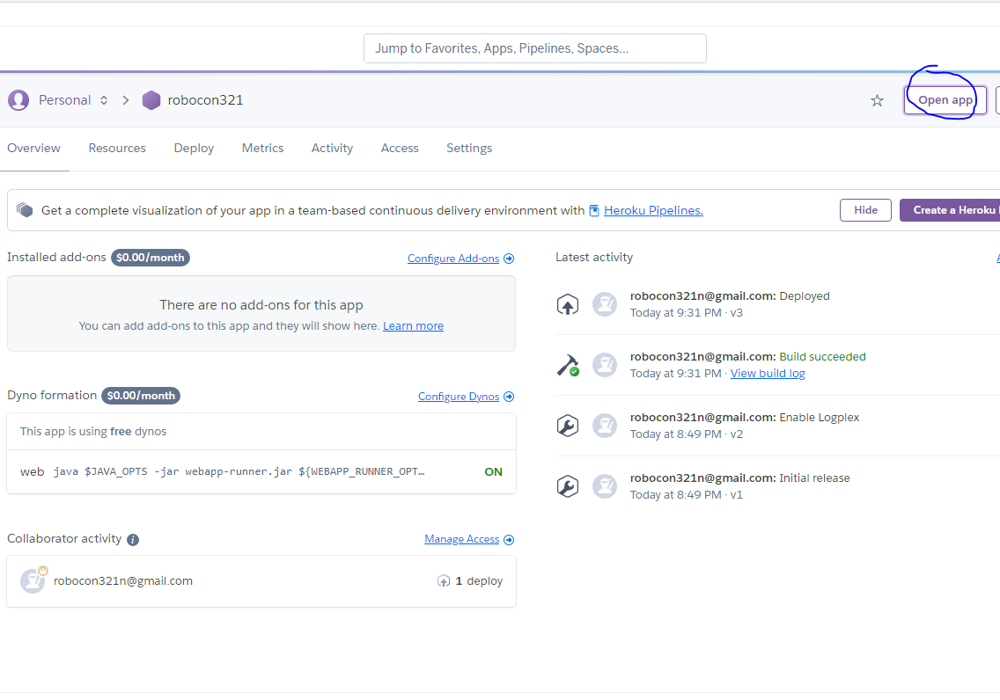 Jump to Favorites, Apps, Pipelines, Spaces...
Personal
robocon321
Open app
Overview Resources Deploy Metrics Activity Access Settings
Get a complete visualization of your app in a team-based continuous delivery environment with Heroku Pipelines.
Hide
Create a Heroku
Installed add-ons $0.00/month
Configure Add-ons
There are no add-ons for this app
You can add add-ons to this app and they will show here. Learn more
Dyno formation $0.00/month
Configure Dynos
This app is using free dynos
web java $JAVA_OPTS -jar webapp-runner.jar ${WEBAPP_RUNNER_OPT… ON
Collaborator activity i
Manage Access
robocon321n@gmail.com
1 deploy
Latest activity
robocon321n@gmail.com: Deployed
Today at 9:31 PM · v3
robocon321n@gmail.com: Build succeeded
Today at 9:31 PM · View build log
robocon321n@gmail.com: Enable Logplex
Today at 8:49 PM · v2
robocon321n@gmail.com: Initial release
Today at 8:49 PM · v1